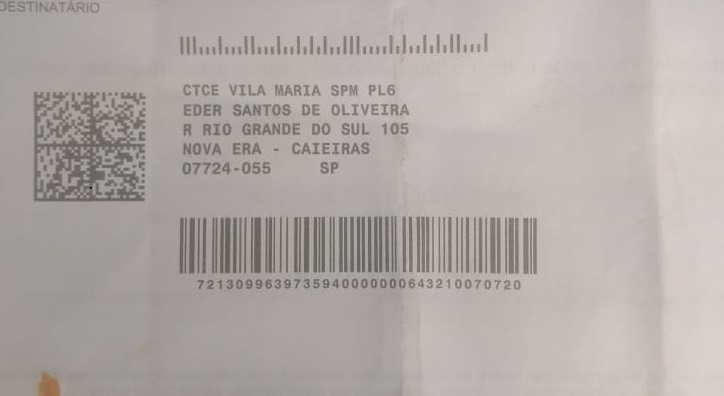 DESTINATÁRIO
CTCE VILA MARIA SPM PL6
EDER SANTOS DE OLIVEIRA
R RIO GRANDE DO SUL 105
NOVA ERA - CAIEIRAS
07724-055 SP
7213099639735940000000643210070720